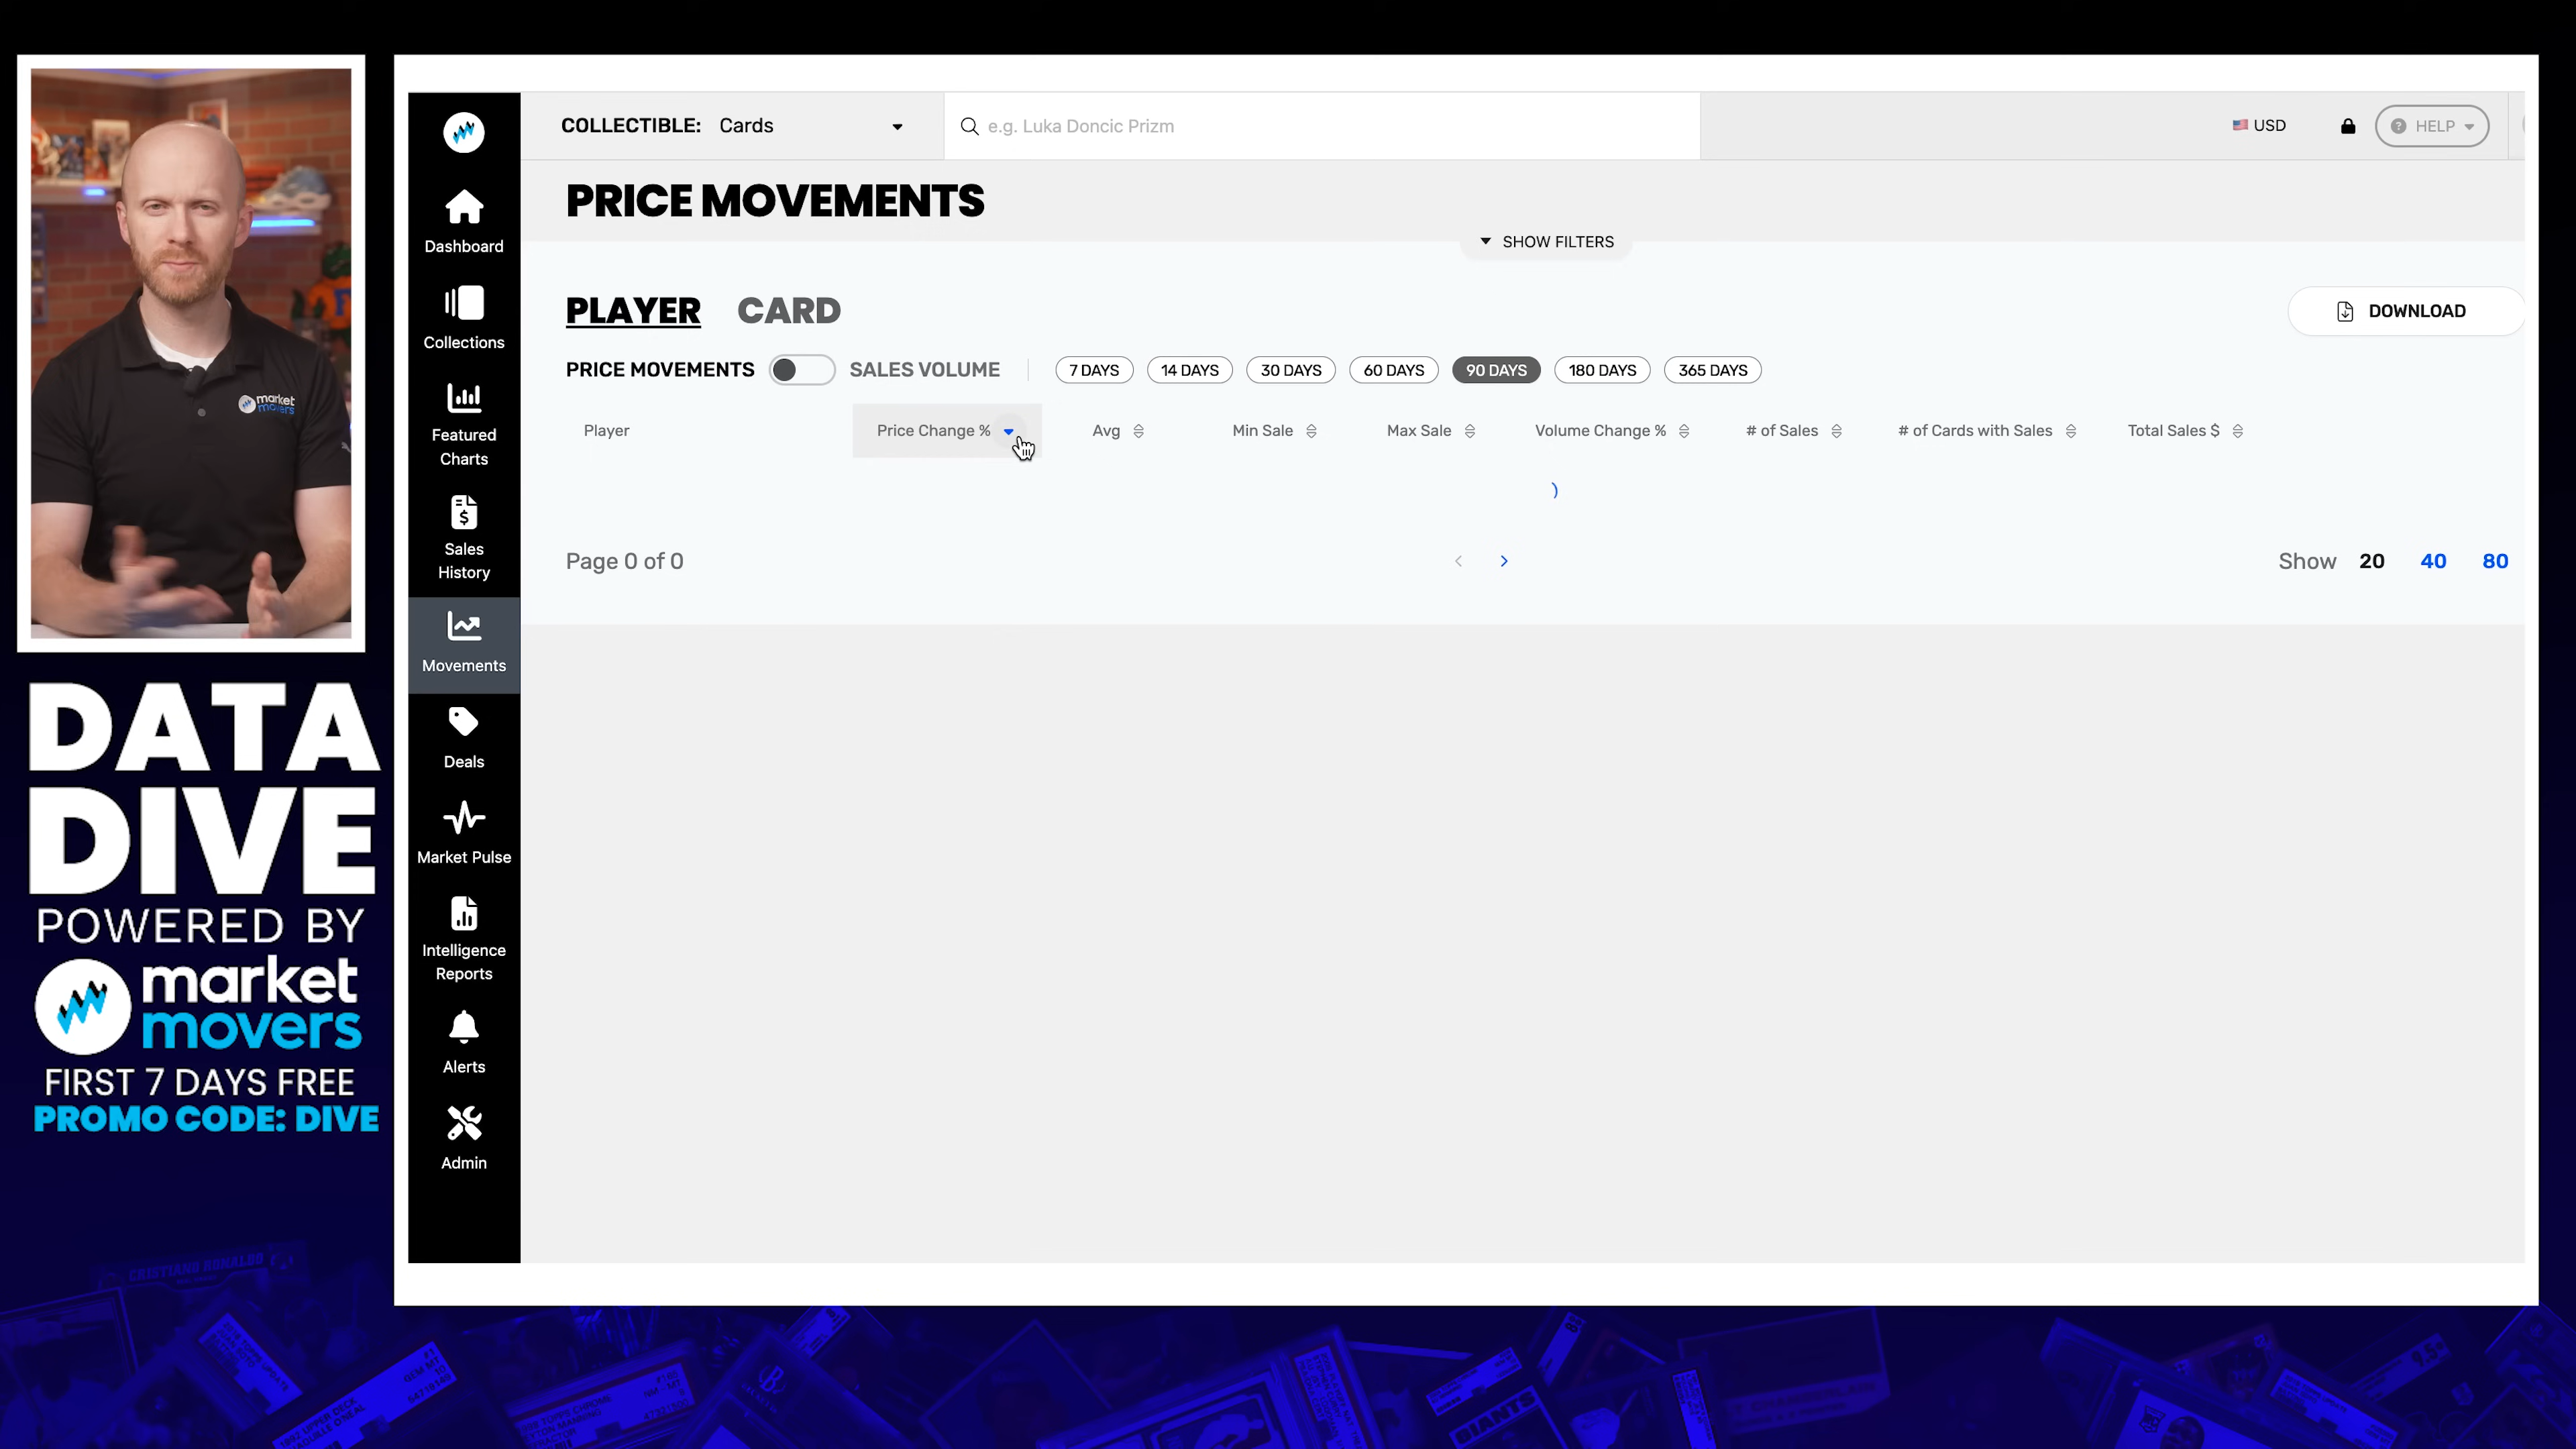 COLLECTIBLE: Cards
e.g. Luka Doncic Prizm
USD
HELP
PRICE MOVEMENTS
SHOW FILTERS
PLAYER CARD
DOWNLOAD
PRICE MOVEMENTS SALES VOLUME 7 DAYS 14 DAYS 30 DAYS 60 DAYS 90 DAYS 180 DAYS 365 DAYS
Player Price Change % Avg Min Sale Max Sale Volume Change % # of Sales # of Cards with Sales Total Sales $
Page 0 of 0
Show 20 40 80
Dashboard
Collections
Featured
Charts
Sales
History
Movements
Deals
Market Pulse
Intelligence
Reports
Alerts
Admin
market
movers
DATA
DIVE
POWERED BY
market
movers
FIRST 7 DAYS FREE
PROMO CODE: DIVE
CRISTIANO RONALDO
GIANTS